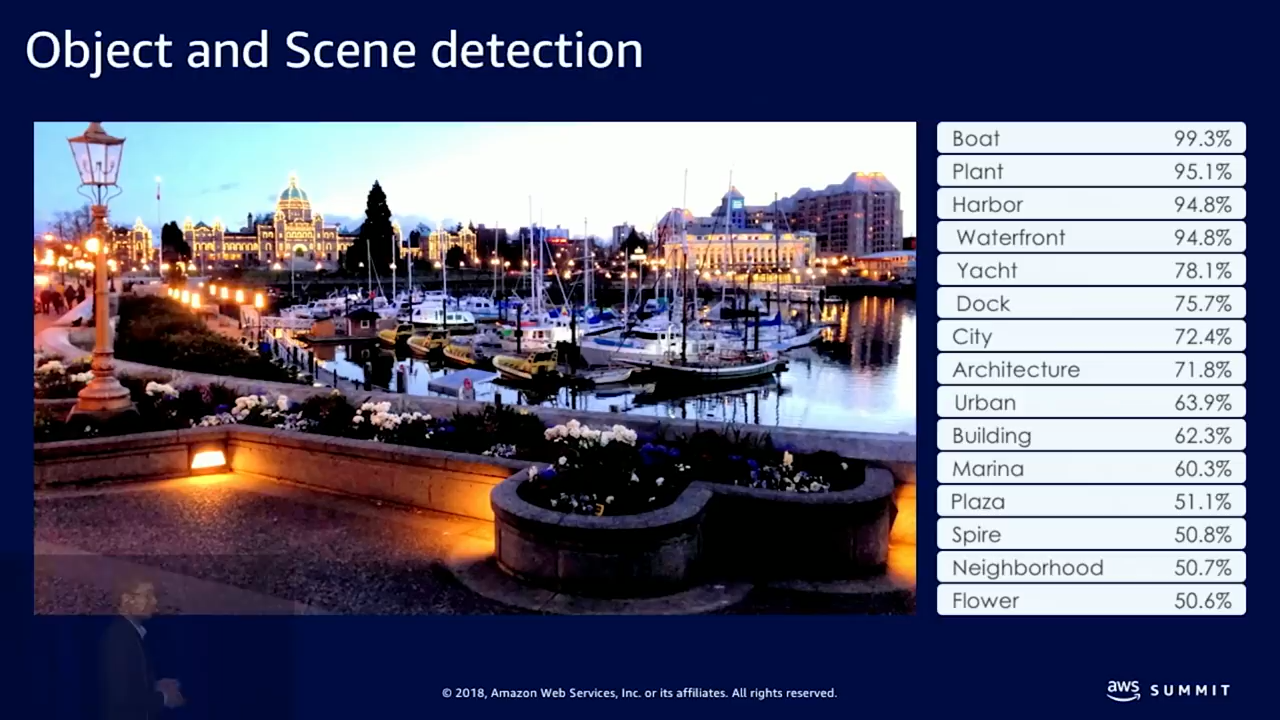 Object and Scene detection
Boat 99.3%
Plant 95.1%
Harbor 94.8%
Waterfront 94.8%
Yacht 78.1%
Dock 75.7%
City 72.4%
Architecture 71.8%
Urban 63.9%
Building 62.3%
Marina 60.3%
Plaza 51.1%
Spire 50.8%
Neighborhood 50.7%
Flower 50.6%
© 2018, Amazon Web Services, Inc. or its affiliates. All rights reserved.
aws SUMMIT